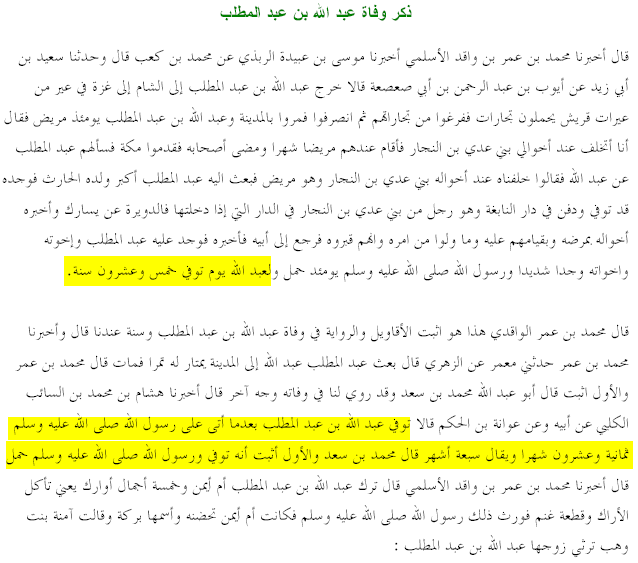 ذكر وفاة عبد الله بن عبد المطلب
قال أخبرنا محمد بن عمر بن واقد الأسلمي أخبرنا موسى بن عبيدة الربذي عن محمد بن كعب قال وحدثنا سعيد بن
أبي زيد عن أيوب بن عبد الرحمن بن أبي صعصعة قالا خرج عبد الله بن عبد المطلب إلى الشام إلى غزة في عير من
عيرات قريش يحملون تجارات ففرغوا من تجاراتهم ثم انصرفوا فمروا بالمدينة وعبد الله بن عبد المطلب يومئذ مريض فقال
أنا أتخلف عند أخوالي بني عدي بن النجار فأقام عندهم مريضا شهرا ومضى أصحابه فقدموا مكة فسألهم عبد المطلب
عن عبد الله فقالوا خلفناه عند أخواله بني عدي بن النجار وهو مريض فبعث اليه عبد المطلب أكبر ولده الحارث فوجده
قد توفي ودفن في دار النابغة وهو رجل من بني عدي بن النجار في الدار التي إذا دخلتها فالدويرة عن يسارك وأخبره
أخواله بمرضه وبقيامهم عليه وما ولوا من امره وانهم قبروه فرجع إلى أبيه فأخبره فوجد عليه عبد المطلب وإخوته
واخواته وجدا شديدا ورسول الله صلى الله عليه وسلم يومئذ حمل ولعبد الله يوم توفي خمس وعشرون سنة.
قال محمد بن عمر الواقدي هذا هو اثبت الأقاويل والرواية في وفاة عبد الله بن عبد المطلب وسنة عندنا قال وأخبرنا
محمد بن عمر حدثني معمر عن الزهري قال بعث عبد المطلب عبد الله إلى المدينة يمتار له تمرا فمات قال محمد بن عمر
والأول اثبت قال أبو عبد الله محمد بن سعد وقد روي لنا في وفاته وجه آخر قال أخبرنا هشام بن محمد بن السائب
الكلبي عن أبيه وعن عوانة بن الحكم قالا توفي عبد الله بن عبد المطلب بعدما أتى على رسول الله صلى الله عليه وسلم
ثمانية وعشرون شهرا ويقال سبعة أشهر قال محمد بن سعد والأول أثبت أنه توفي ورسول الله صلى الله عليه وسلم حمل
قال أخبرنا محمد بن عمر بن واقد الأسلمي قال ترك عبد الله بن عبد المطلب أم أيمن وخمسة أجمال أوارك يعني تأكل
الأراك وقطعة غنم فورث ذلك رسول الله صلى الله عليه وسلم فكانت أم أيمن تحضنه وأسمها بركة وقالت آمنة بنت
وهب ترثي زوجها عبد الله بن عبد المطلب :